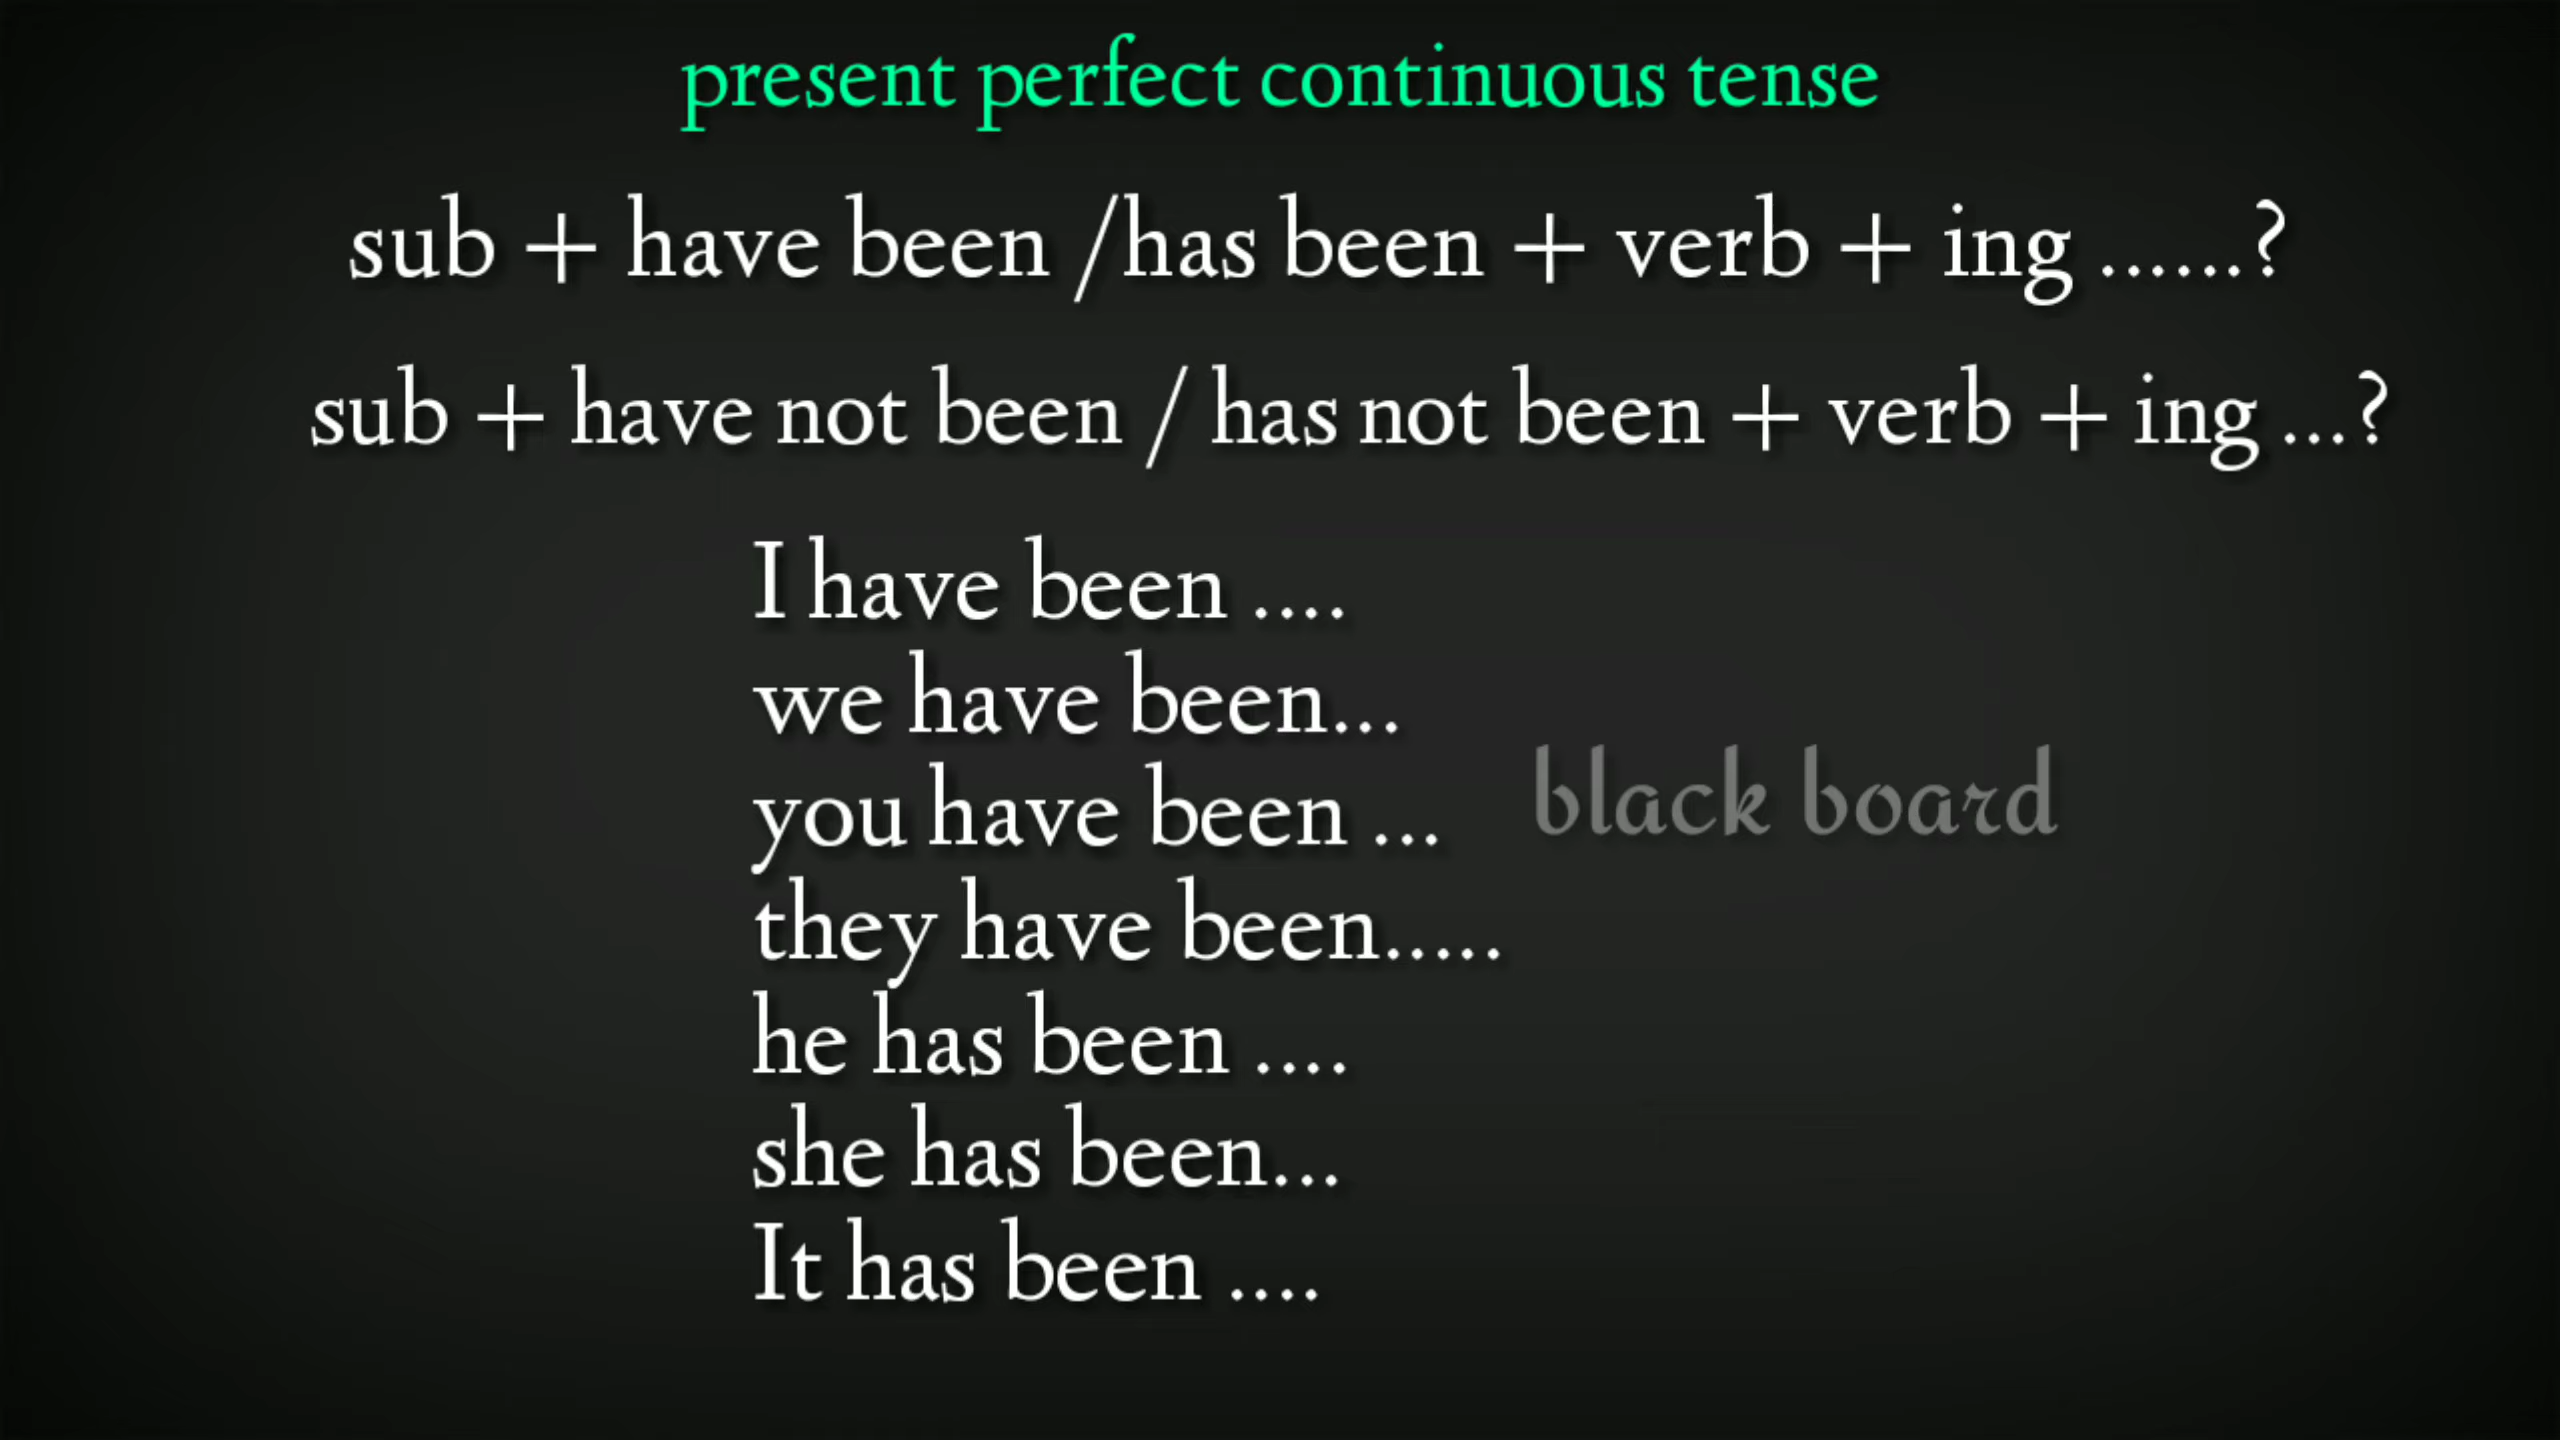 present perfect continuous tense
sub + have been /has been + verb + ing ......?
sub + have not been / has not been + verb + ing ...?
I have been ....
we have been...
you have been ...
black board
they have been.....
he has been ....
she has been...
It has been ....